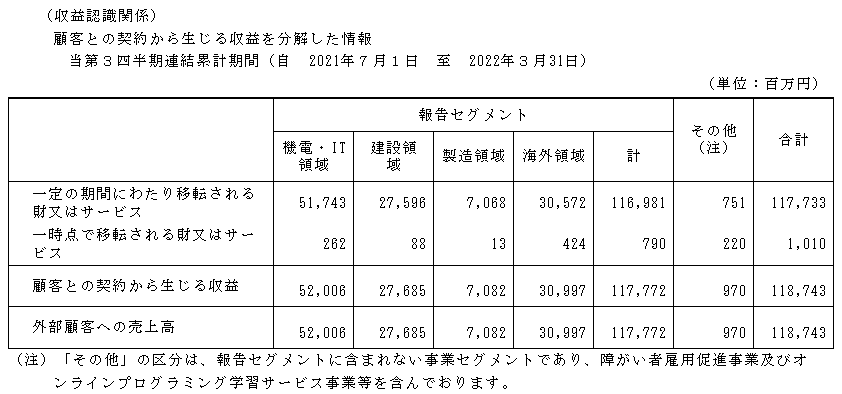 （収益認識関係）
顧客との契約から生じる収益を分解した情報
当第３四半期連結累計期間（自　2021年７月１日　至　2022年３月31日）
（単位：百万円）
報告セグメント
その他（注）
合計
機電・IT領域
建設領域
製造領域
海外領域
計
一定の期間にわたり移転される財又はサービス 51,743 27,596 7,068 30,572 116,981 751 117,733
一時点で移転される財又はサービス 262 88 13 424 790 220 1,010
顧客との契約から生じる収益 52,006 27,685 7,082 30,997 117,772 970 118,743
外部顧客への売上高 52,006 27,685 7,082 30,997 117,772 970 118,743
（注）「その他」の区分は、報告セグメントに含まれない事業セグメントであり、障がい者雇用促進事業及びオ
ンラインプログラミング学習サービス事業等を含んでおります。